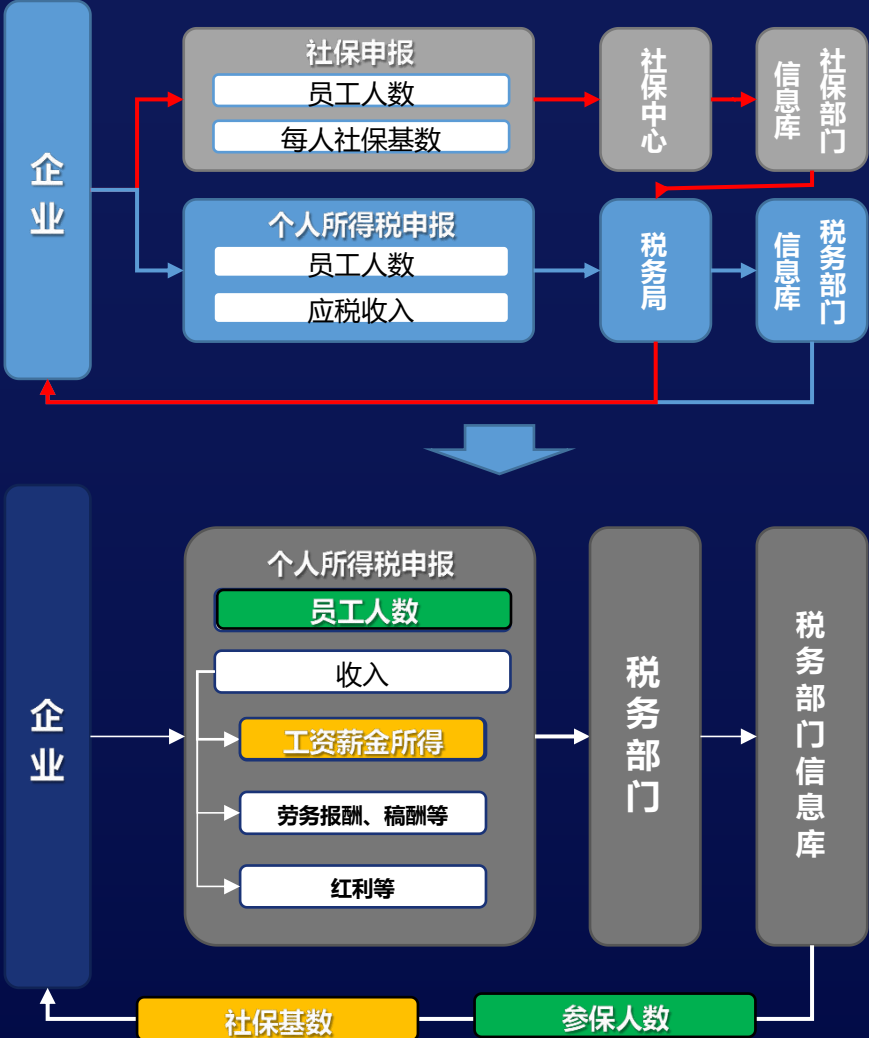 企业
社保申报
员工人数
每人社保基数
社保中心
社保部门
信息库
个人所得税申报
员工人数
应税收入
税务局
税务部门
信息库
企业
个人所得税申报
员工人数
收入
工资薪金所得
劳务报酬、稿酬等
红利等
税务部门
税务部门信息库
社保基数
参保人数